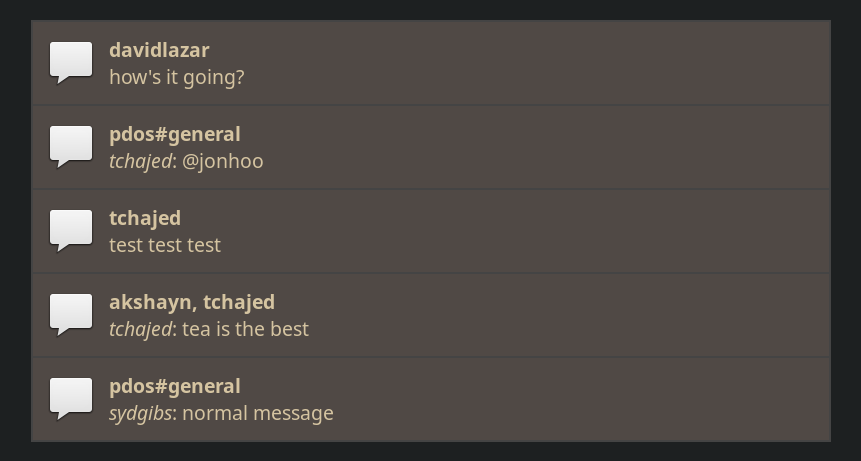 davidlazar
how's it going?
pdos#general
tchajed: @jonhoo
tchajed
test test test
akshayn, tchajed
tchajed: tea is the best
pdos#general
sydgibs: normal message